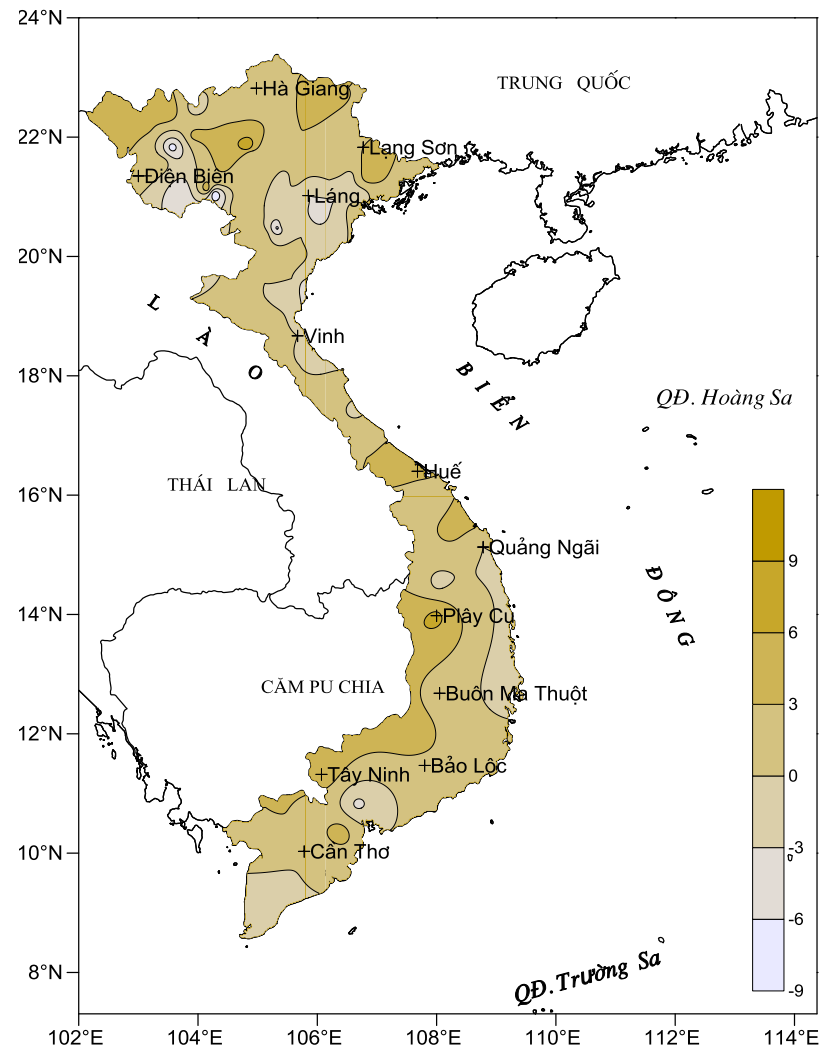 24°N
TRUNG QUỐC
Hà Giang
22°N
Lạng Sơn
Điện Biên
Láng
20°N
LÀO
Vinh
18°N
BIỂN
QĐ. Hoàng Sa
THÁI LAN
Huế
16°N
Quảng Ngãi
ĐÔNG
9
14°N
Plây Cu
6
CĂM PU CHIA
Buôn Ma Thuột
3
12°N
Bảo Lộc
Tây Ninh
0
10°N
Cần Thơ
-3
-6
8°N
QĐ.Trường Sa
-9
102°E
104°E
106°E
108°E
110°E
112°E
114°E